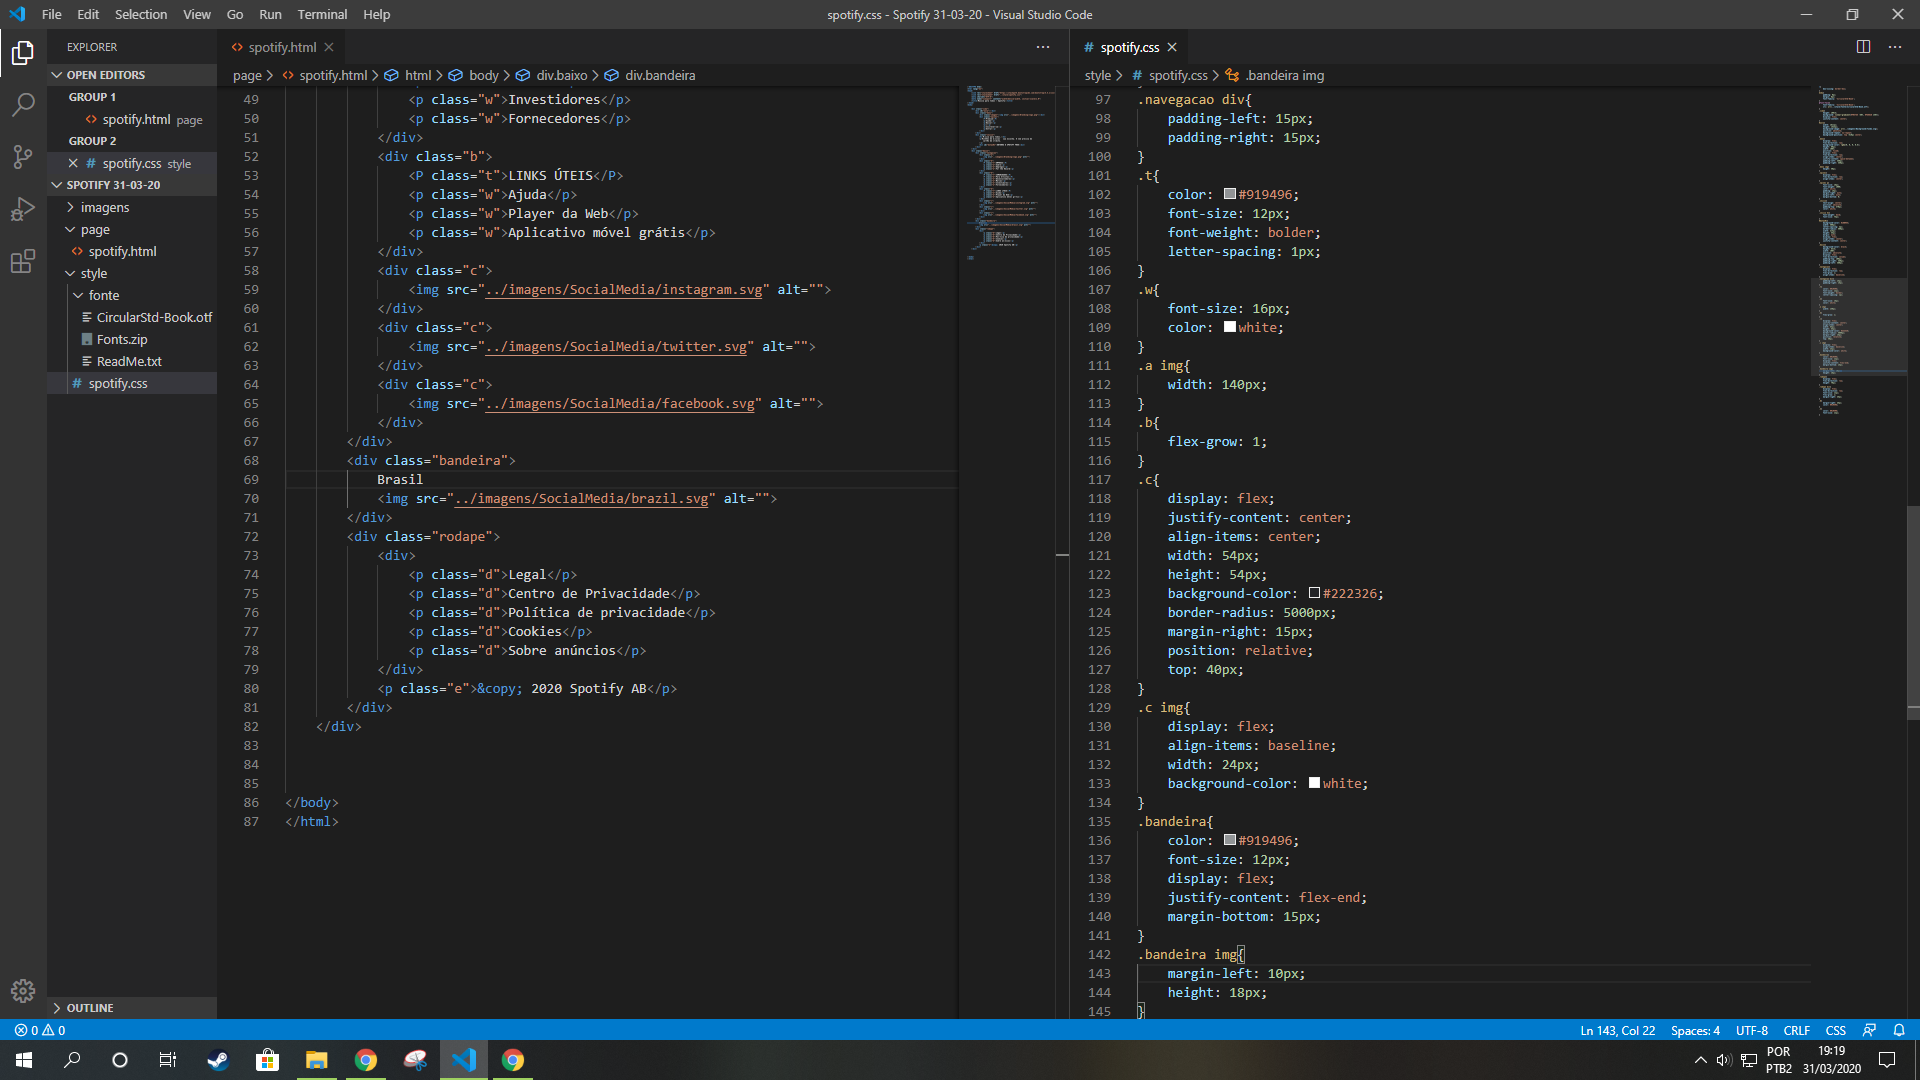 File Edit Selection View Go Run Terminal Help
spotify.css - Spotify 31-03-20 - Visual Studio Code
EXPLORER
OPEN EDITORS
GROUP 1
<> spotify.html page
GROUP 2
# spotify.css style
SPOTIFY 31-03-20
imagens
page
<> spotify.html
style
fonte
CircularStd-Book.otf
Fonts.zip
ReadMe.txt
# spotify.css
OUTLINE
<> spotify.html
page > <> spotify.html > html > body > div.baixo > div.bandeira
49 <p class="w">Investidores</p>
50 <p class="w">Fornecedores</p>
51 </div>
52 <div class="b">
53 <P class="t">LINKS ÚTEIS</P>
54 <p class="w">Ajuda</p>
55 <p class="w">Player da Web</p>
56 <p class="w">Aplicativo móvel grátis</p>
57 </div>
58 <div class="c">
59 <img src="../imagens/SocialMedia/instagram.svg" alt="">
60 </div>
61 <div class="c">
62 <img src="../imagens/SocialMedia/twitter.svg" alt="">
63 </div>
64 <div class="c">
65 <img src="../imagens/SocialMedia/facebook.svg" alt="">
66 </div>
67 </div>
68 <div class="bandeira">
69 Brasil
70 <img src="../imagens/SocialMedia/brazil.svg" alt="">
71 </div>
72 <div class="rodape">
73 <div>
74 <p class="d">Legal</p>
75 <p class="d">Centro de Privacidade</p>
76 <p class="d">Política de privacidade</p>
77 <p class="d">Cookies</p>
78 <p class="d">Sobre anúncios</p>
79 </div>
80 <p class="e">&copy; 2020 Spotify AB</p>
81 </div>
82 </div>
83
84
85
86 </body>
87 </html>
# spotify.css
style > # spotify.css > .bandeira img
97 .navegacao div{
98 padding-left: 15px;
99 padding-right: 15px;
100 }
101 .t{
102 color: #919496;
103 font-size: 12px;
104 font-weight: bolder;
105 letter-spacing: 1px;
106 }
107 .w{
108 font-size: 16px;
109 color: white;
110 }
111 .a img{
112 width: 140px;
113 }
114 .b{
115 flex-grow: 1;
116 }
117 .c{
118 display: flex;
119 justify-content: center;
120 align-items: center;
121 width: 54px;
122 height: 54px;
123 background-color: #222326;
124 border-radius: 5000px;
125 margin-right: 15px;
126 position: relative;
127 top: 40px;
128 }
129 .c img{
130 display: flex;
131 align-items: baseline;
132 width: 24px;
133 background-color: white;
134 }
135 .bandeira{
136 color: #919496;
137 font-size: 12px;
138 display: flex;
139 justify-content: flex-end;
140 margin-bottom: 15px;
141 }
142 .bandeira img{
143 margin-left: 10px;
144 height: 18px;
145 }
0 0
Ln 143, Col 22 Spaces: 4 UTF-8 CRLF CSS
POR
PTB2
19:19
31/03/2020